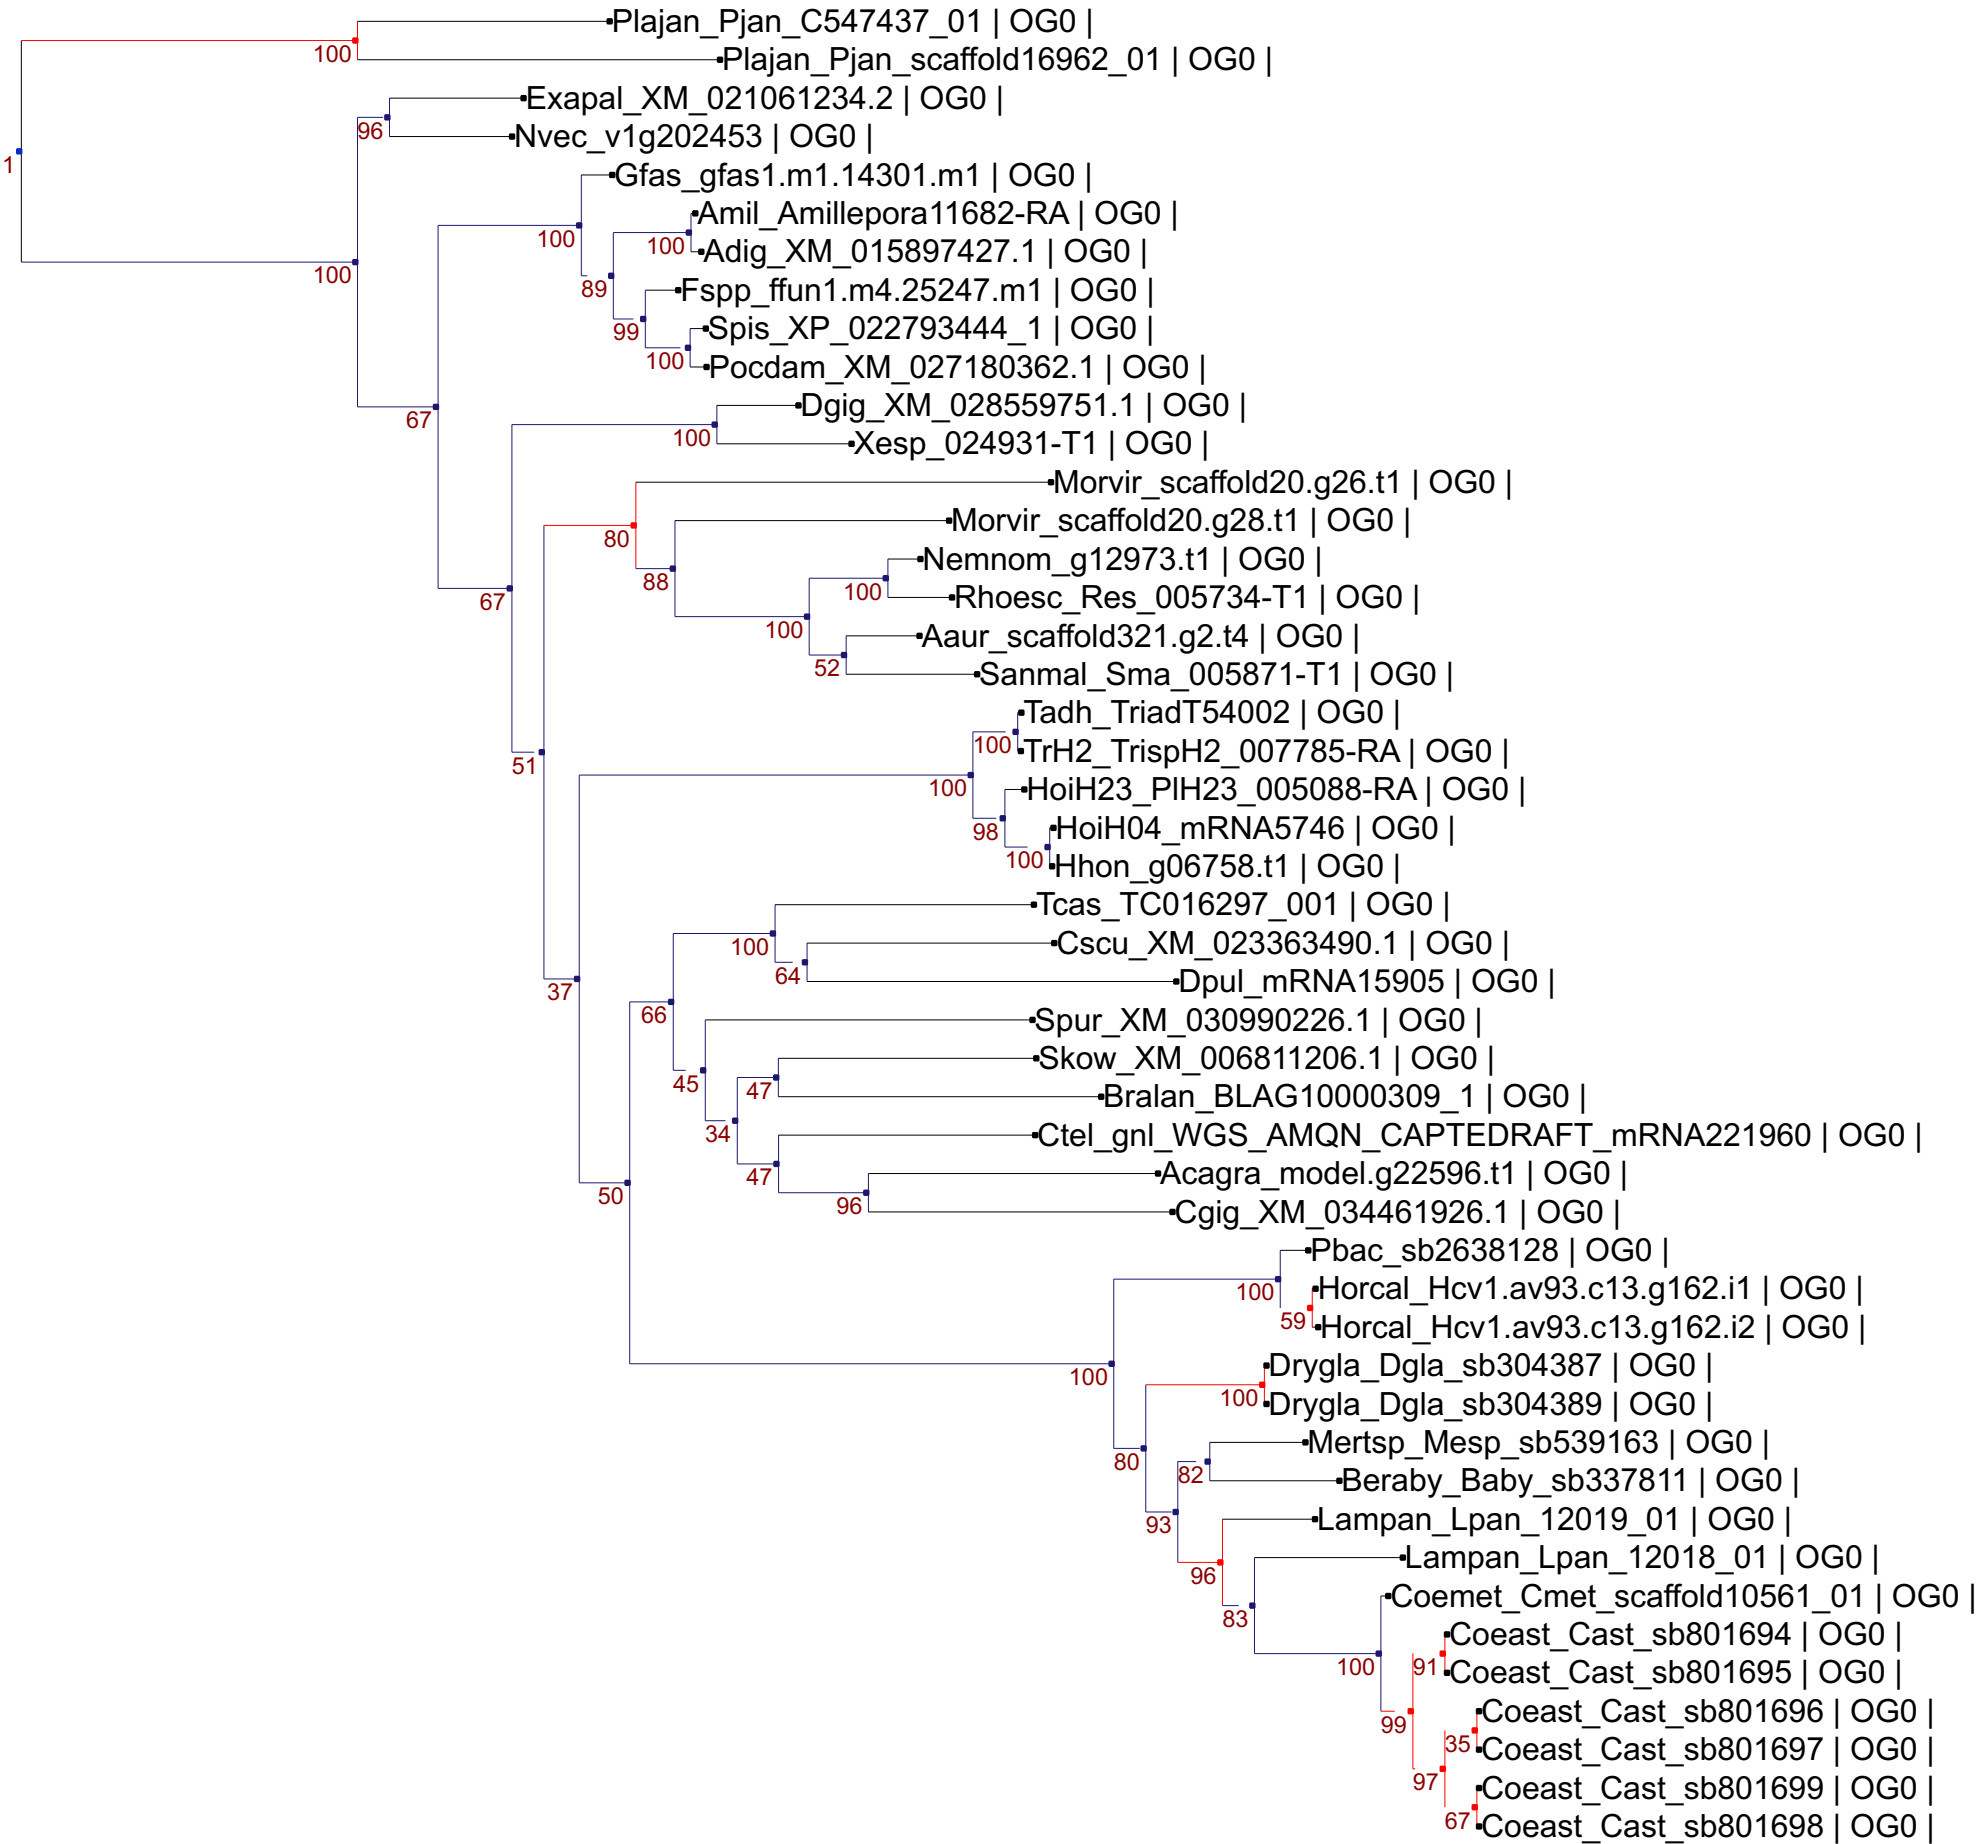 Plajan_Pjan_C547437_01 | OG0 |
100
Plajan_Pjan_scaffold16962_01 | OG0 |
Exapal_XM_021061234.2 | OG0 |
96
Nvec_v1g202453 | OG0 |
1
Gfas_gfas1.m1.14301.m1 | OG0 |
Amil_Amillepora11682-RA | OG0 |
100
100
Adig_XM_015897427.1 | OG0 |
100
89
Fspp_ffun1.m4.25247.m1 | OG0 |
99
Spis_XP_022793444_1 | OG0 |
100
Pocdam_XM_027180362.1 | OG0 |
67
Dgig_XM_028559751.1 | OG0 |
100
Xesp_024931-T1 | OG0 |
Morvir_scaffold20.g26.t1 | OG0 |
80
Morvir_scaffold20.g28.t1 | OG0 |
88
Nemnom_g12973.t1 | OG0 |
100
67
Rhoesc_Res_005734-T1 | OG0 |
100
Aaur_scaffold321.g2.t4 | OG0 |
52
Sanmal_Sma_005871-T1 | OG0 |
Tadh_TriadT54002 | OG0 |
100
TrH2_TrispH2_007785-RA | OG0 |
51
100
HoiH23_PlH23_005088-RA | OG0 |
98
HoiH04_mRNA5746 | OG0 |
100
Hhon_g06758.t1 | OG0 |
Tcas_TC016297_001 | OG0 |
100
Cscu_XM_023363490.1 | OG0 |
64
Dpul_mRNA15905 | OG0 |
37
66
Spur_XM_030990226.1 | OG0 |
45
Skow_XM_006811206.1 | OG0 |
47
Bralan_BLAG10000309_1 | OG0 |
34
Ctel_gnl_WGS_AMQN_CAPTEDRAFT_mRNA221960 | OG0 |
47
Acagra_model.g22596.t1 | OG0 |
50
96
Cgig_XM_034461926.1 | OG0 |
Pbac_sb2638128 | OG0 |
100
Horcal_Hcv1.av93.c13.g162.i1 | OG0 |
59
Horcal_Hcv1.av93.c13.g162.i2 | OG0 |
100
Drygla_Dgla_sb304387 | OG0 |
100
Drygla_Dgla_sb304389 | OG0 |
80
Mertsp_Mesp_sb539163 | OG0 |
82
Beraby_Baby_sb337811 | OG0 |
93
Lampan_Lpan_12019_01 | OG0 |
96
Lampan_Lpan_12018_01 | OG0 |
83
Coemet_Cmet_scaffold10561_01 | OG0 |
Coeast_Cast_sb801694 | OG0 |
100
91
Coeast_Cast_sb801695 | OG0 |
99
Coeast_Cast_sb801696 | OG0 |
35
Coeast_Cast_sb801697 | OG0 |
97
Coeast_Cast_sb801699 | OG0 |
67
Coeast_Cast_sb801698 | OG0 |